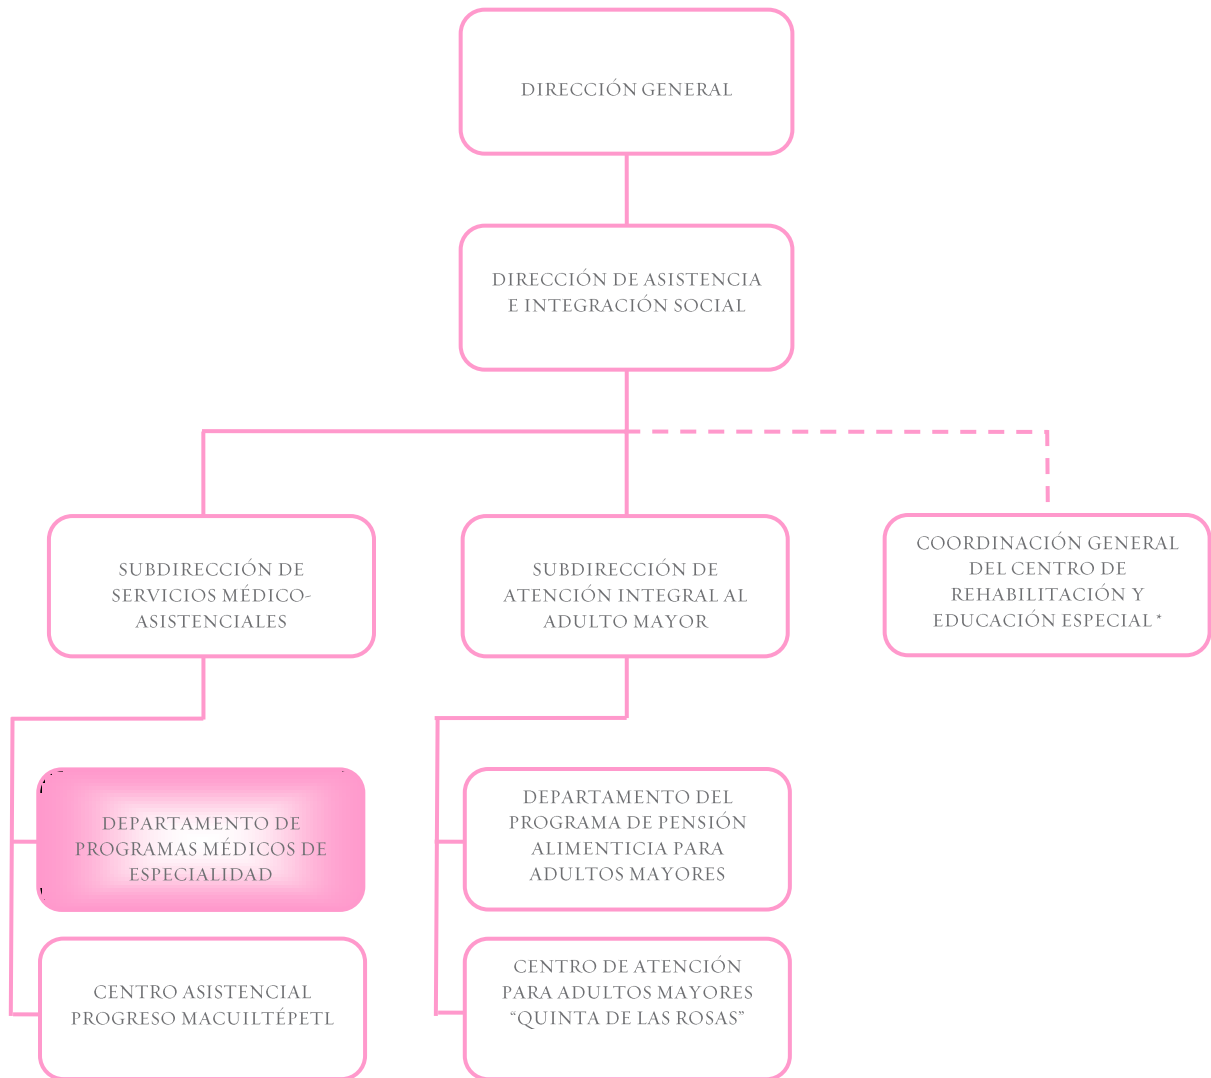 DIRECCIÓN GENERAL
DIRECCIÓN DE ASISTENCIA
E INTEGRACIÓN SOCIAL
SUBDIRECCIÓN DE
SERVICIOS MÉDICO-
ASISTENCIALES
SUBDIRECCIÓN DE
ATENCIÓN INTEGRAL AL
ADULTO MAYOR
COORDINACIÓN GENERAL
DEL CENTRO DE
REHABILITACIÓN Y
EDUCACIÓN ESPECIAL *
DEPARTAMENTO DE
PROGRAMAS MÉDICOS DE
ESPECIALIDAD
DEPARTAMENTO DEL
PROGRAMA DE PENSIÓN
ALIMENTICIA PARA
ADULTOS MAYORES
CENTRO ASISTENCIAL
PROGRESO MACUILTÉPETL
CENTRO DE ATENCIÓN
PARA ADULTOS MAYORES
“QUINTA DE LAS ROSAS”